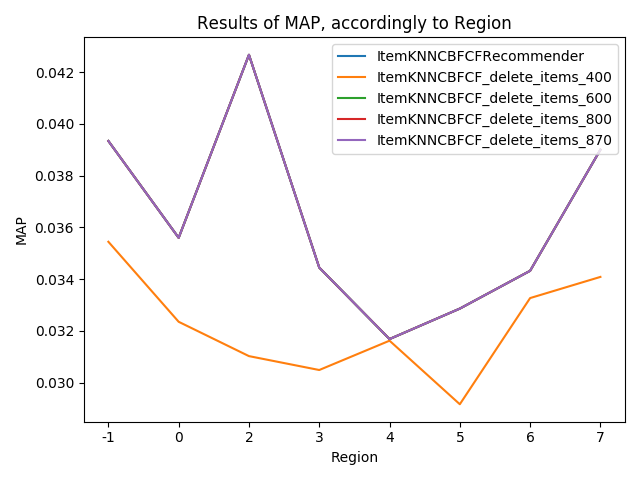 Results of MAP, accordingly to Region
ItemKNNCBFCFRecommender
ItemKNNCBFCF_delete_items_400
ItemKNNCBFCF_delete_items_600
ItemKNNCBFCF_delete_items_800
ItemKNNCBFCF_delete_items_870
0.042
0.040
0.038
0.036
0.034
0.032
0.030
MAP
-1 0 2 3 4 5 6 7
Region